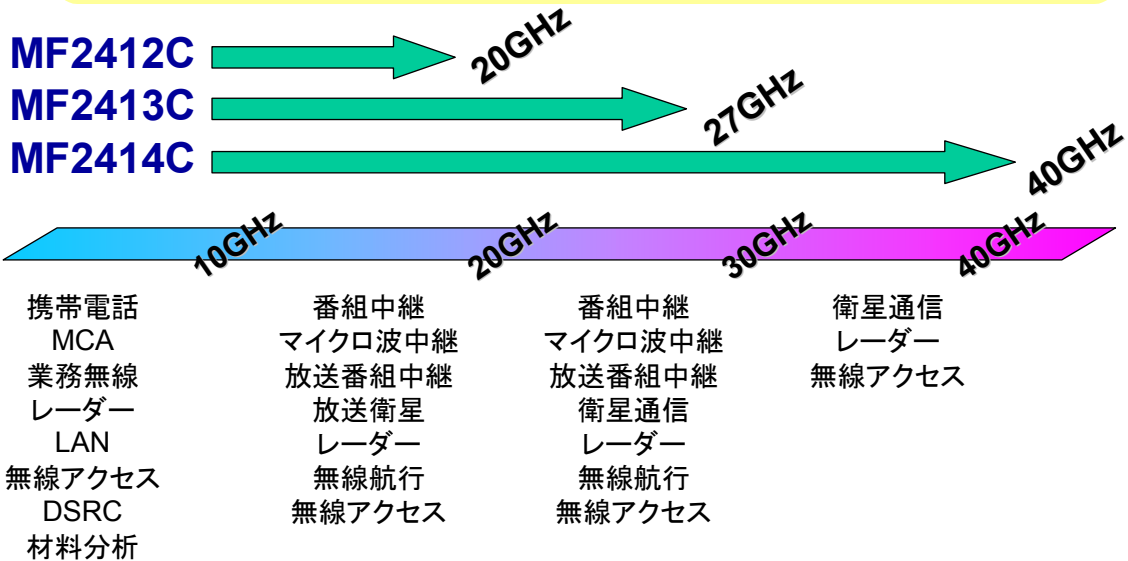 MF2412C
20GHz
MF2413C
27GHz
MF2414C
40GHz
10GHz
20GHz
30GHz
40GHz
携帯電話
MCA
業務無線
レーダー
LAN
無線アクセス
DSRC
材料分析
番組中継
マイクロ波中継
放送番組中継
放送衛星
レーダー
無線航行
無線アクセス
番組中継
マイクロ波中継
放送番組中継
衛星通信
レーダー
無線航行
無線アクセス
衛星通信
レーダー
無線アクセス